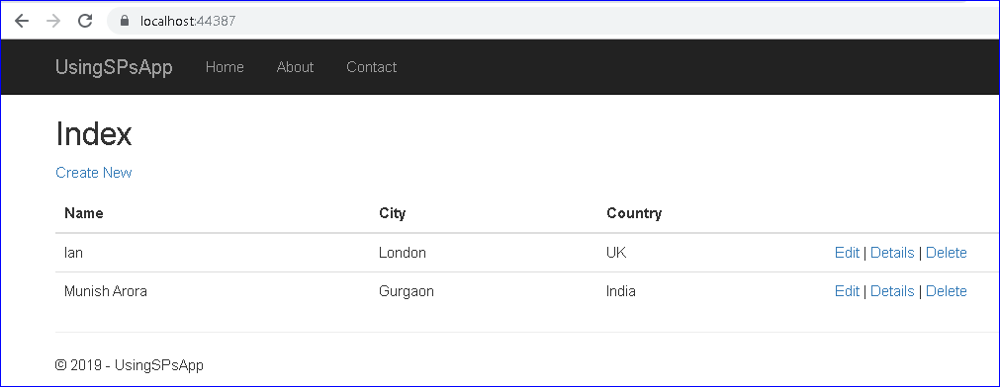 localhost:44387
UsingSPsApp Home About Contact
Index
Create New
Name City Country
Ian London UK Edit | Details | Delete
Munish Arora Gurgaon India Edit | Details | Delete
© 2019 - UsingSPsApp